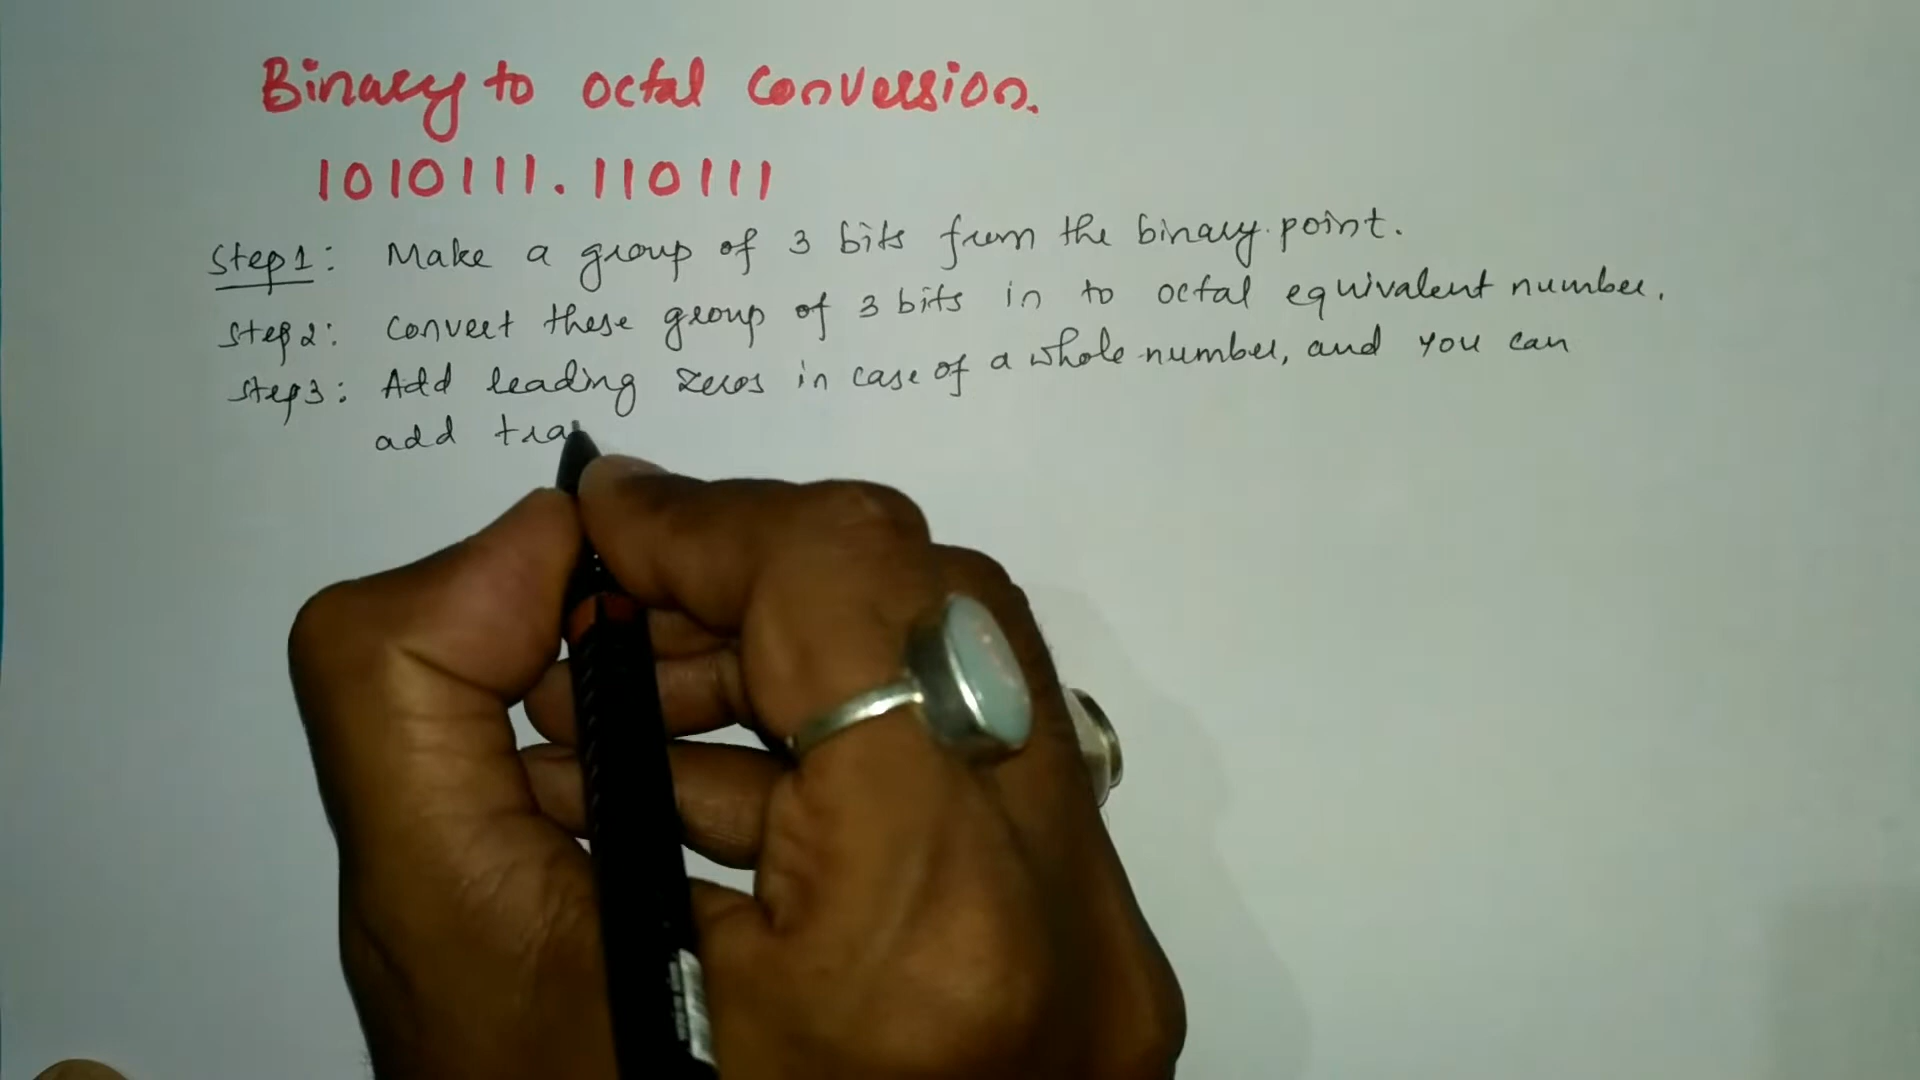 Binary to octal conversion.
1010111.110111
Step1: Make a group of 3 bits from the binary point.
Step2: convert these group of 3 bits in to octal equivalent number.
Step3: Add leading zeros in case of a whole number, and you can
add tra